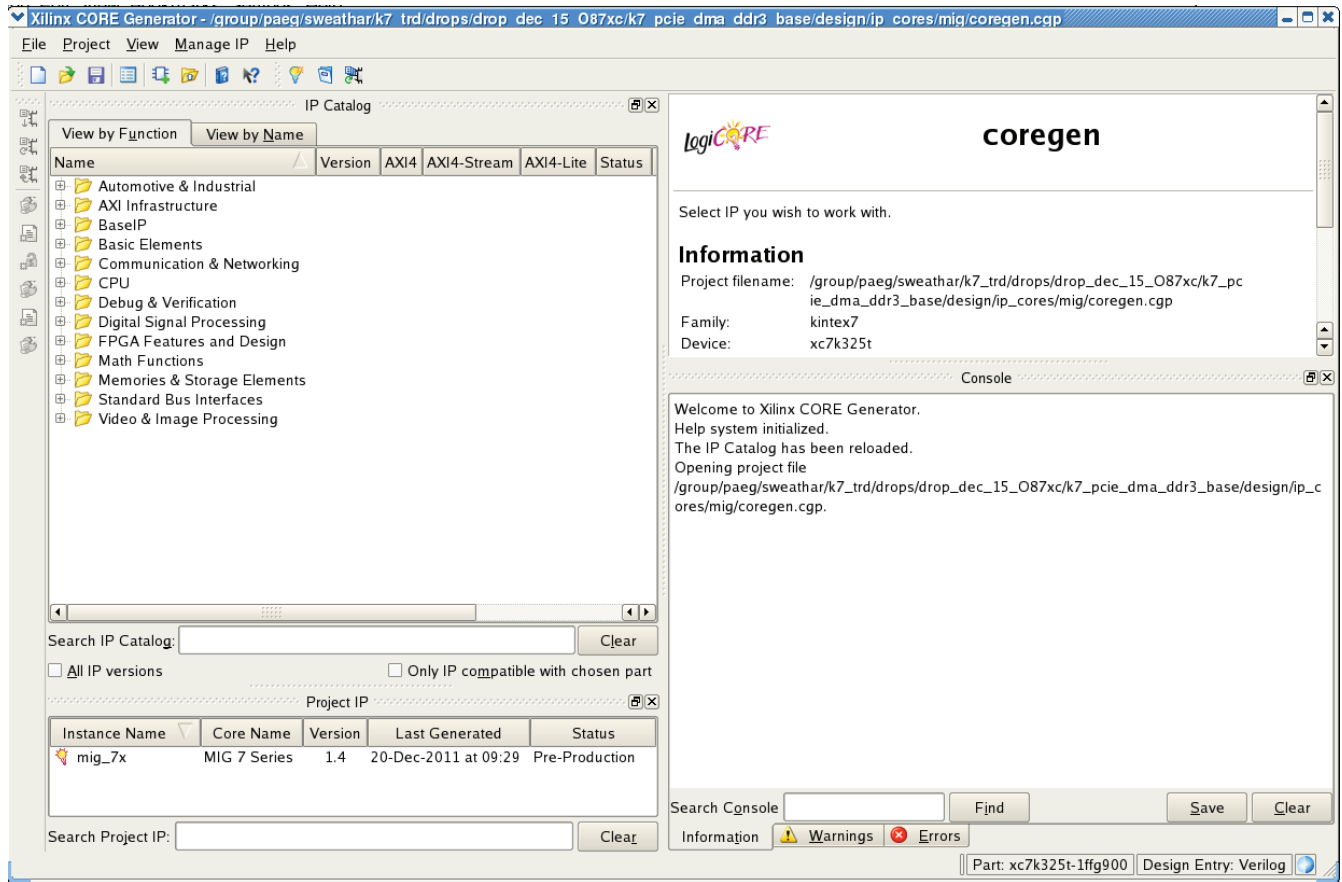 Xilinx CORE Generator - /group/paeg/sweathar/k7_trd/drops/drop_dec_15_O87xc/k7_pcie_dma_ddr3_base/design/ip_cores/mig/coregen.cgp
File Project View Manage IP Help
IP Catalog
View by Function View by Name
Name Version AXI4 AXI4-Stream AXI4-Lite Status
Automotive & Industrial
AXI Infrastructure
BaseIP
Basic Elements
Communication & Networking
CPU
Debug & Verification
Digital Signal Processing
FPGA Features and Design
Math Functions
Memories & Storage Elements
Standard Bus Interfaces
Video & Image Processing
Search IP Catalog: Clear
All IP versions Only IP compatible with chosen part
Project IP
Instance Name Core Name Version Last Generated Status
mig_7x MIG 7 Series 1.4 20-Dec-2011 at 09:29 Pre-Production
Search Project IP: Clear
LogiCORE coregen
Select IP you wish to work with.
Information
Project filename: /group/paeg/sweathar/k7_trd/drops/drop_dec_15_O87xc/k7_pc
ie_dma_ddr3_base/design/ip_cores/mig/coregen.cgp
Family: kintex7
Device: xc7k325t
Console
Welcome to Xilinx CORE Generator.
Help system initialized.
The IP Catalog has been reloaded.
Opening project file
/group/paeg/sweathar/k7_trd/drops/drop_dec_15_O87xc/k7_pcie_dma_ddr3_base/design/ip_c
ores/mig/coregen.cgp.
Search Console Find Save Clear
Information Warnings Errors
Part: xc7k325t-1ffg900 Design Entry: Verilog